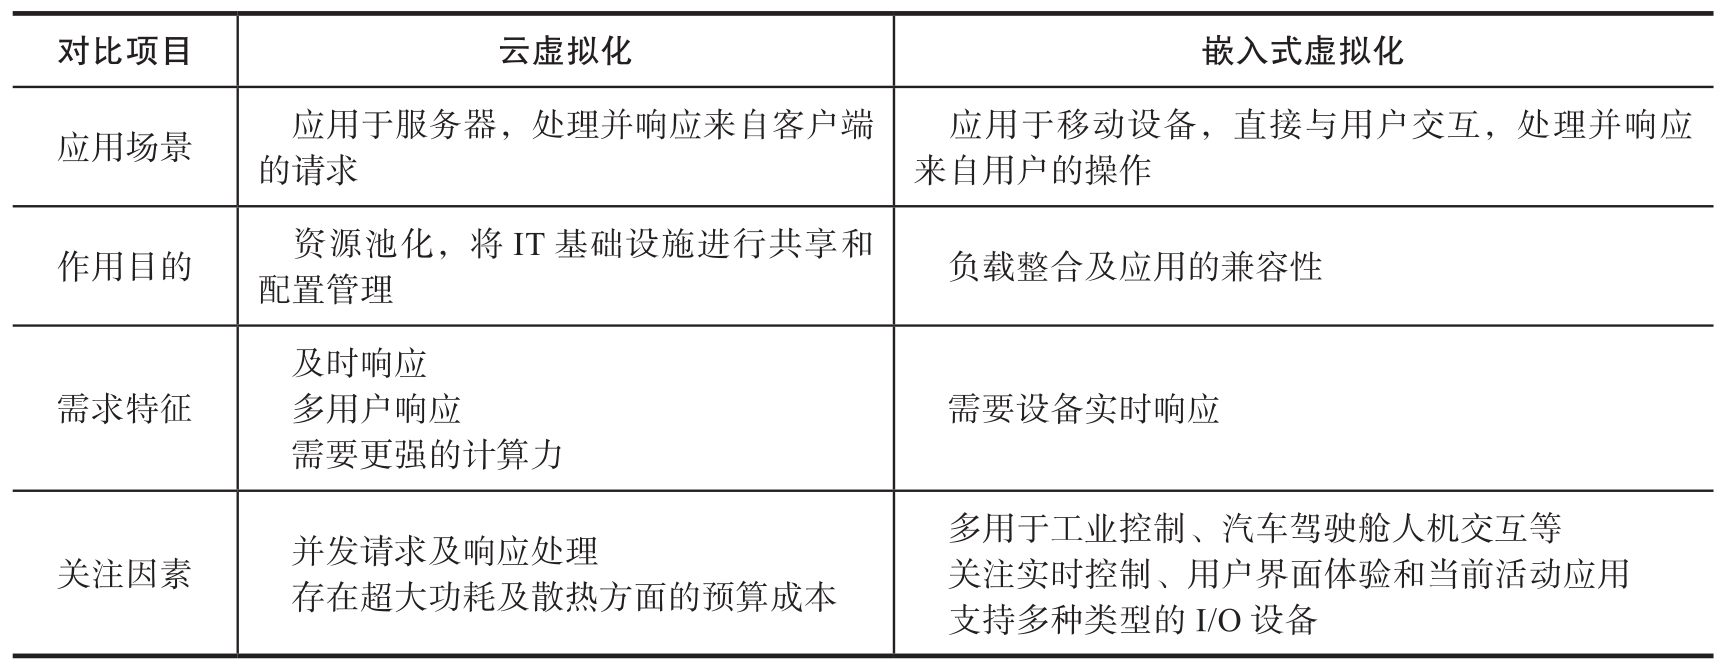 对比项目 云虚拟化 嵌入式虚拟化
应用场景
应用于服务器，处理并响应来自客户端
的请求
应用于移动设备，直接与用户交互，处理并响应
来自用户的操作
作用目的
资源池化，将 IT 基础设施进行共享和
配置管理
负载整合及应用的兼容性
需求特征
及时响应
多用户响应
需要更强的计算力
需要设备实时响应
关注因素
并发请求及响应处理
存在超大功耗及散热方面的预算成本
多用于工业控制、汽车驾驶舱人机交互等
关注实时控制、用户界面体验和当前活动应用
支持多种类型的 I/O 设备